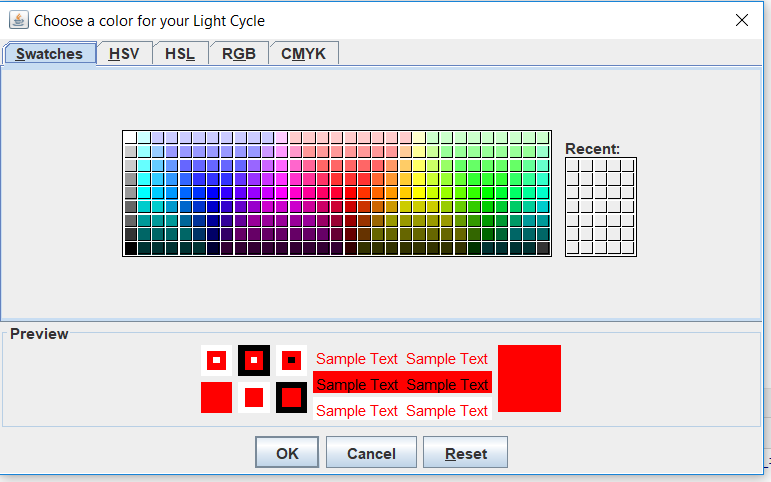 Choose a color for your Light Cycle
Swatches HSV HSL RGB CMYK
Recent:
Preview
Sample Text Sample Text
Sample Text Sample Text
Sample Text Sample Text
OK Cancel Reset